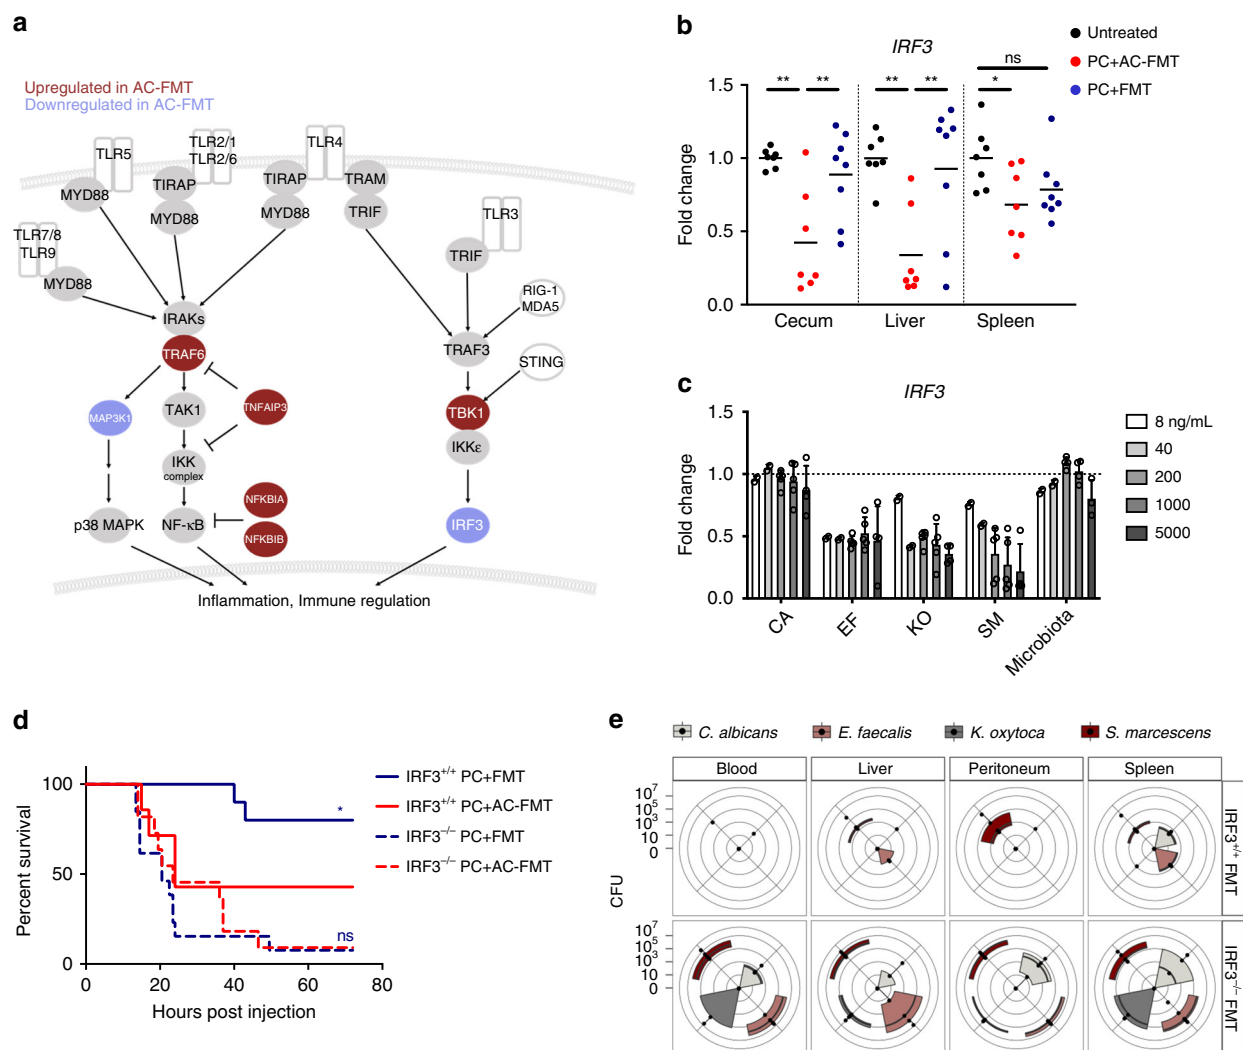 a
Upregulated in AC-FMT
Downregulated in AC-FMT
TLR5
TLR2/1
TLR2/6
TLR4
MYD88
TIRAP
MYD88
TIRAP
MYD88
TRAM
TRIF
TLR3
TLR7/8
TLR9
MYD88
TRIF
RIG-1
MDA5
IRAKs
TRAF6
TRAF3
STING
MAP3K1
TAK1
TNFAIP3
TBK1
IKKε
IKK
complex
NFKBIA
p38 MAPK
NF-κB
NFKBIB
IRF3
Inflammation, Immune regulation
b
IRF3
Untreated
PC+AC-FMT
PC+FMT
** ** ** ** * ns
Fold change
1.5
1.0
0.5
0.0
Cecum Liver Spleen
c
IRF3
Fold change
1.5
1.0
0.5
0.0
CA EF KO SM Microbiota
8 ng/mL
40
200
1000
5000
d
Percent survival
100
50
0
0 20 40 60 80
Hours post injection
*
ns
IRF3+/+ PC+FMT
IRF3+/+ PC+AC-FMT
IRF3−/− PC+FMT
IRF3−/− PC+AC-FMT
e
C. albicans E. faecalis K. oxytoca S. marcescens
Blood Liver Peritoneum Spleen
CFU
10⁷
10⁵
10³
10
0
IRF3+/+ FMT
10⁷
10⁵
10³
10
0
IRF3−/− FMT